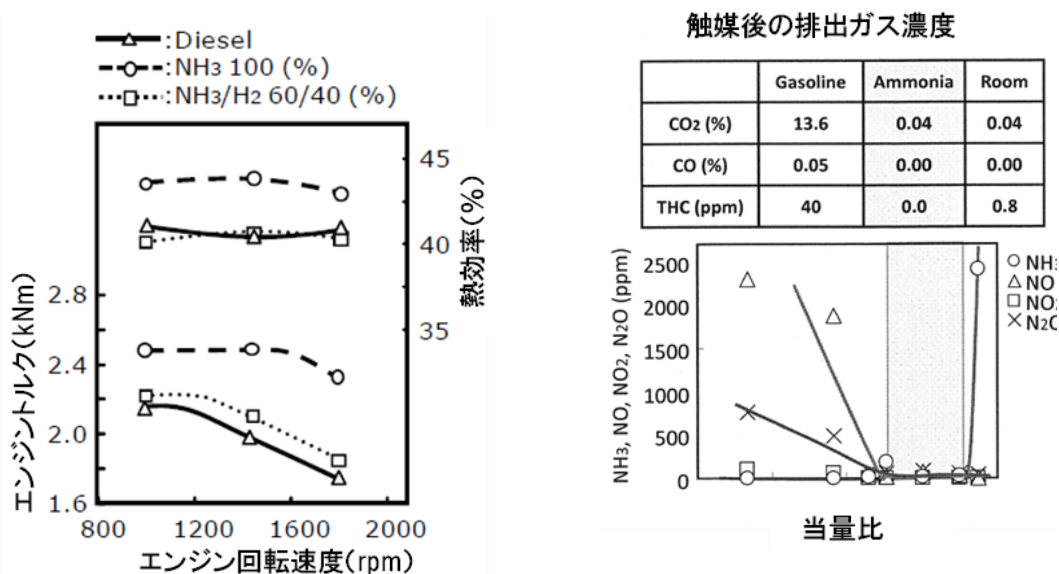 :Diesel
:NH₃ 100 (%)
:NH₃/H₂ 60/40 (%)
45
40
35
熱効率(%)
2.8
2.4
2.0
1.6
エンジントルク(kNm)
800 1200 1600 2000
エンジン回転速度(rpm)
触媒後の排出ガス濃度
Gasoline Ammonia Room
CO₂ (%) 13.6 0.04 0.04
CO (%) 0.05 0.00 0.00
THC (ppm) 40 0.0 0.8
NH₃, NO, NO₂, N₂O (ppm)
2500
2000
1500
1000
500
0
NH₃
NO
NO₂
N₂O
当量比